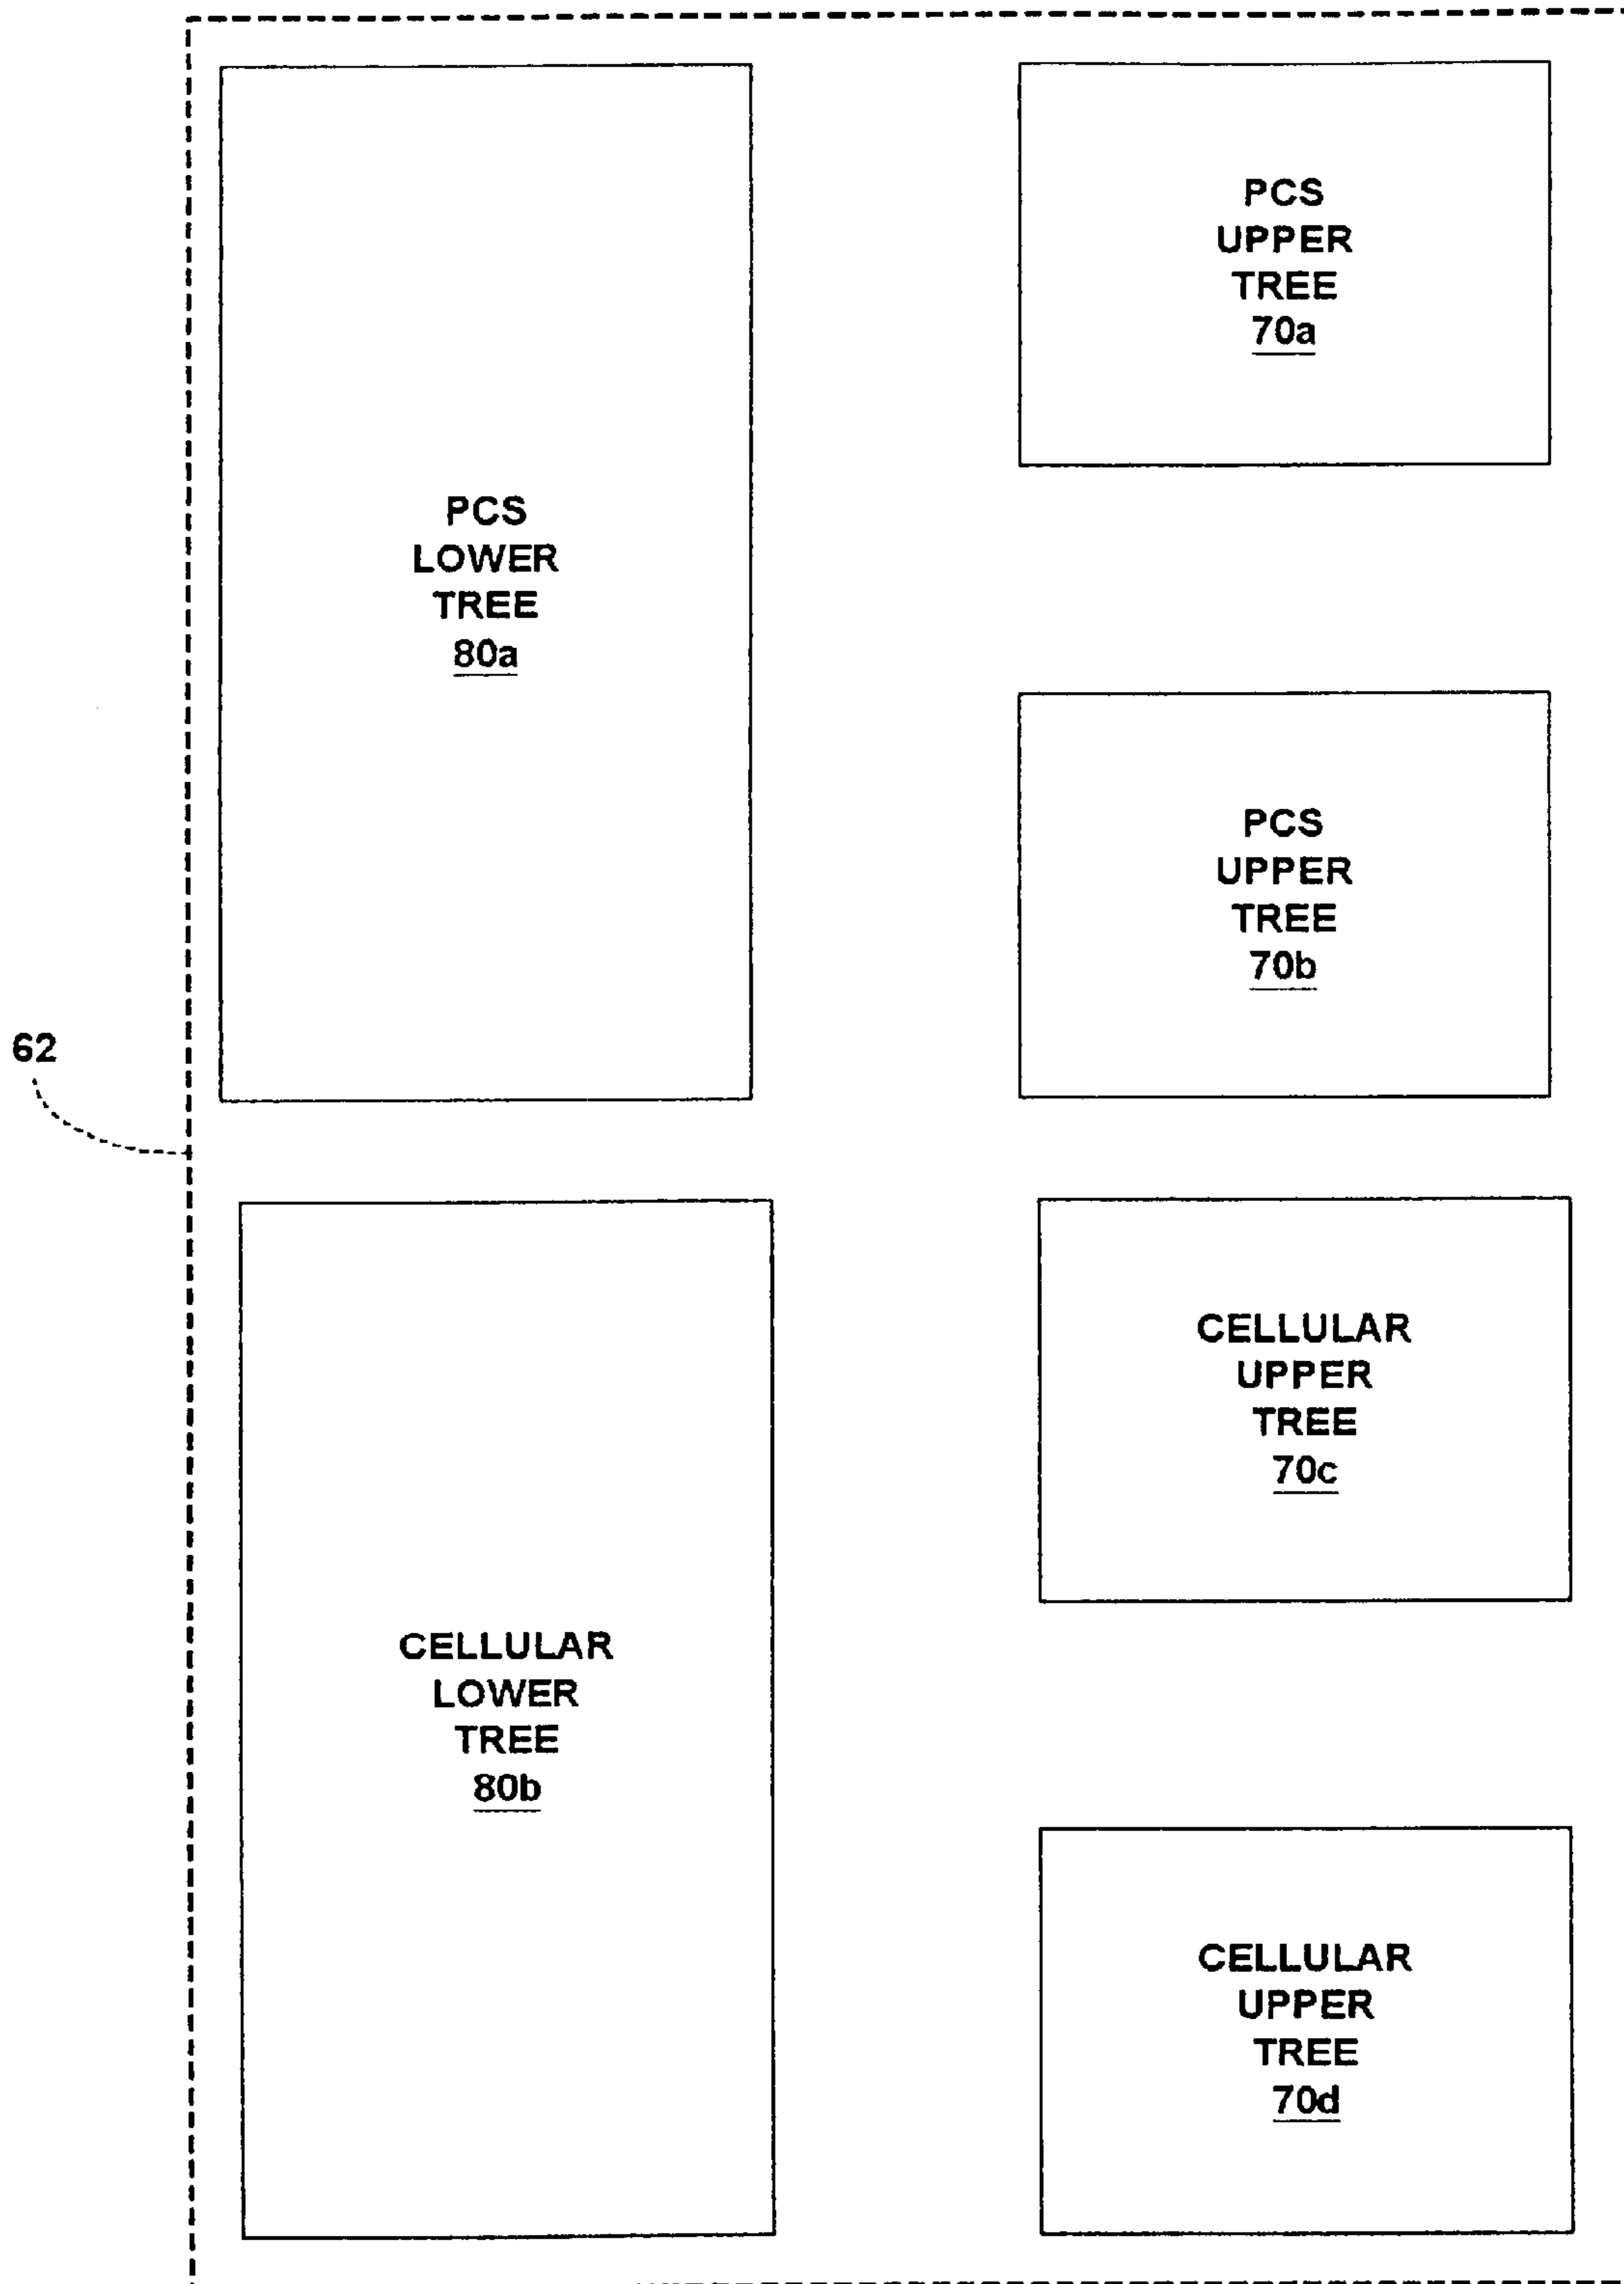 PCS
LOWER
TREE
80a
PCS
UPPER
TREE
70a
PCS
UPPER
TREE
70b
62
CELLULAR
LOWER
TREE
80b
CELLULAR
UPPER
TREE
70c
CELLULAR
UPPER
TREE
70d